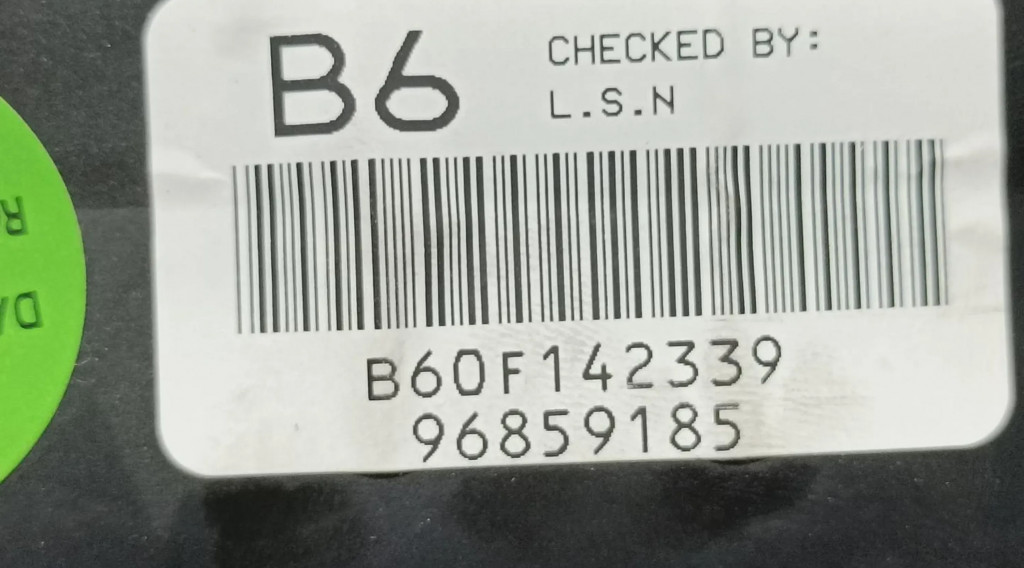 B6
CHECKED BY:
L.S.N
B60F142339
96859185